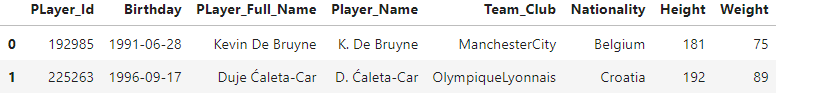 PLayer_Id Birthday PLayer_Full_Name Player_Name Team_Club Nationality Height Weight
0 192985 1991-06-28 Kevin De Bruyne K. De Bruyne ManchesterCity Belgium 181 75
1 225263 1996-09-17 Duje Ćaleta-Car D. Ćaleta-Car OlympiqueLyonnais Croatia 192 89